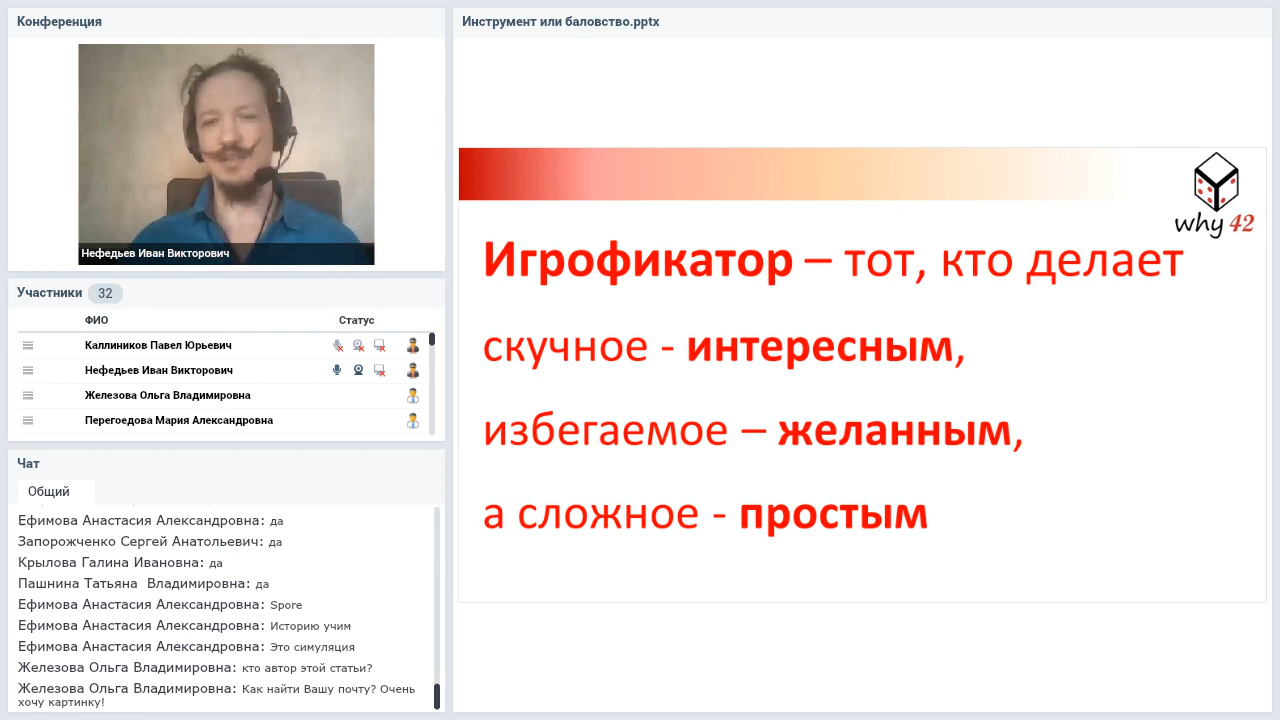 Конференция
Нефедьев Иван Викторович
Участники 32
ФИО Статус
Каллиников Павел Юрьевич
Нефедьев Иван Викторович
Железова Ольга Владимировна
Перегоедова Мария Александровна
Чат
Общий
Ефимова Анастасия Александровна: да
Запорожченко Сергей Анатольевич: да
Крылова Галина Ивановна: да
Пашнина Татьяна  Владимировна: да
Ефимова Анастасия Александровна: Spore
Ефимова Анастасия Александровна: Историю учим
Ефимова Анастасия Александровна: Это симуляция
Железова Ольга Владимировна: кто автор этой статьи?
Железова Ольга Владимировна: Как найти Вашу почту? Очень
хочу картинку!
Инструмент или баловство.pptx
why 42
Игрофикатор – тот, кто делает
скучное - интересным,
избегаемое – желанным,
а сложное - простым